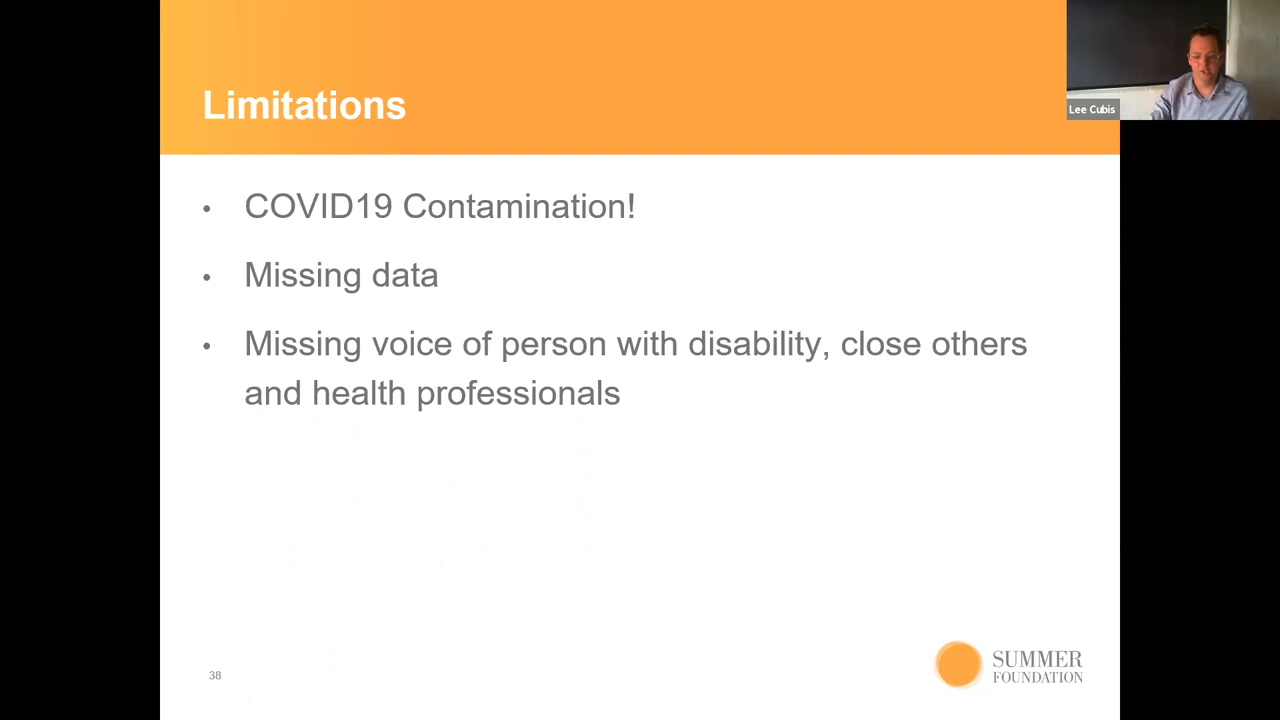 Limitations
Lee Cubis
• COVID19 Contamination!
• Missing data
• Missing voice of person with disability, close others
and health professionals
38
SUMMER
FOUNDATION